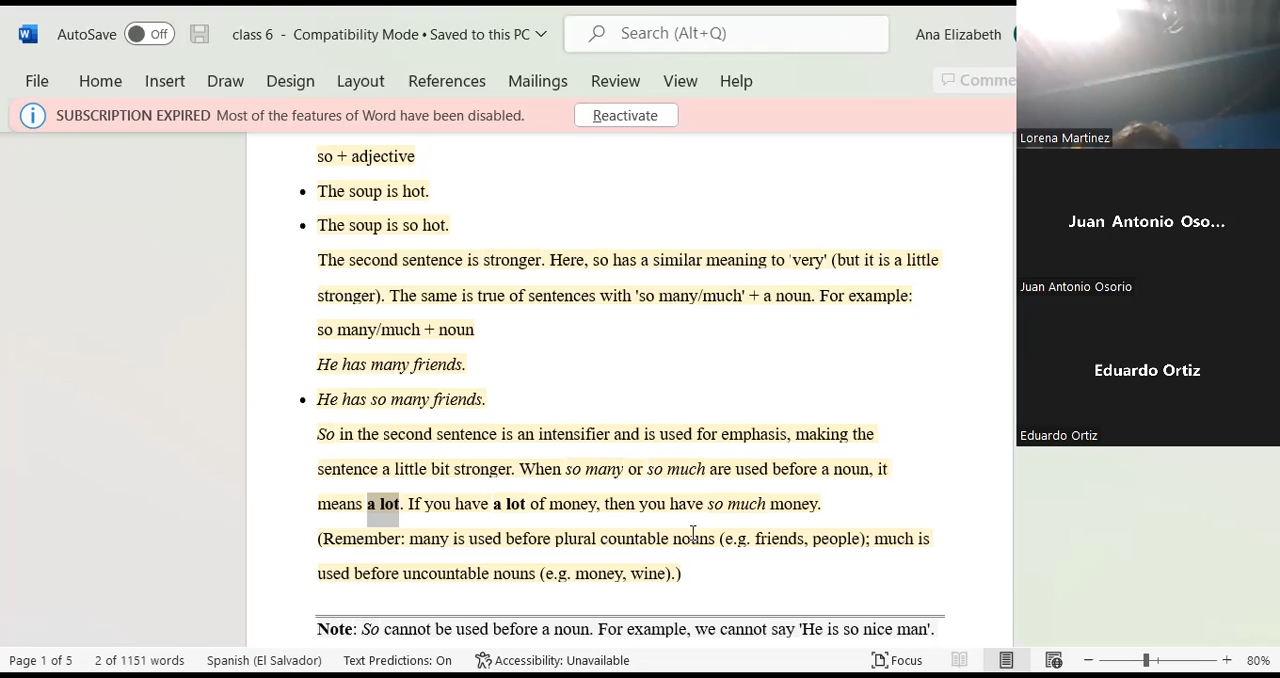 AutoSave Off class 6 - Compatibility Mode • Saved to this PC Search (Alt+Q) Ana Elizabeth
File Home Insert Draw Design Layout References Mailings Review View Help
SUBSCRIPTION EXPIRED Most of the features of Word have been disabled. Reactivate
so + adjective
• The soup is hot.
• The soup is so hot.
The second sentence is stronger. Here, so has a similar meaning to 'very' (but it is a little
stronger). The same is true of sentences with 'so many/much' + a noun. For example:
so many/much + noun
He has many friends.
• He has so many friends.
So in the second sentence is an intensifier and is used for emphasis, making the
sentence a little bit stronger. When so many or so much are used before a noun, it
means a lot. If you have a lot of money, then you have so much money.
(Remember: many is used before plural countable nouns (e.g. friends, people); much is
used before uncountable nouns (e.g. money, wine).)
Note: So cannot be used before a noun. For example, we cannot say 'He is so nice man'.
Page 1 of 5 2 of 1151 words Spanish (El Salvador) Text Predictions: On Accessibility: Unavailable Focus 80%
Lorena Martinez
Juan Antonio Oso...
Juan Antonio Osorio
Eduardo Ortiz
Eduardo Ortiz